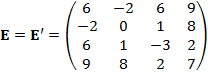 E = E′ = ( 6 -2 6 9
-2 0 1 8
6 1 -3 2
9 8 2 7 )